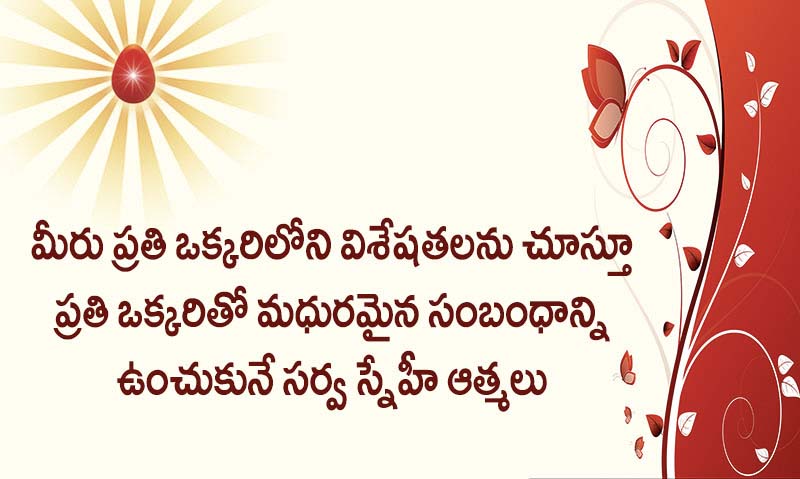 మీరు ప్రతి ఒక్కరిలోని విశేషతలను చూస్తూ
ప్రతి ఒక్కరితో మధురమైన సంబంధాన్ని
ఉంచుకునే సర్వ స్నేహీ ఆత్మలు